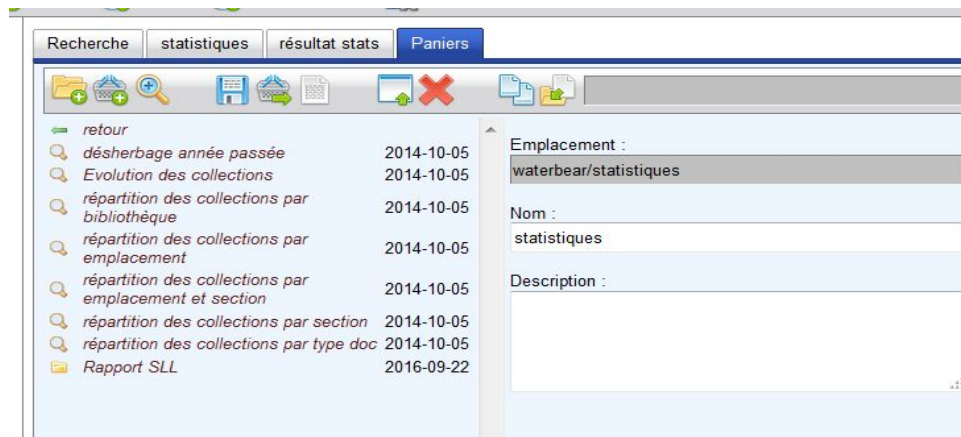 Recherche statistiques résultat stats Paniers
retour
désherbage année passée 2014-10-05
Evolution des collections 2014-10-05
répartition des collections par
bibliothèque 2014-10-05
répartition des collections par
emplacement 2014-10-05
répartition des collections par
emplacement et section 2014-10-05
répartition des collections par section 2014-10-05
répartition des collections par type doc 2014-10-05
Rapport SLL 2016-09-22
Emplacement :
waterbear/statistiques
Nom :
statistiques
Description :